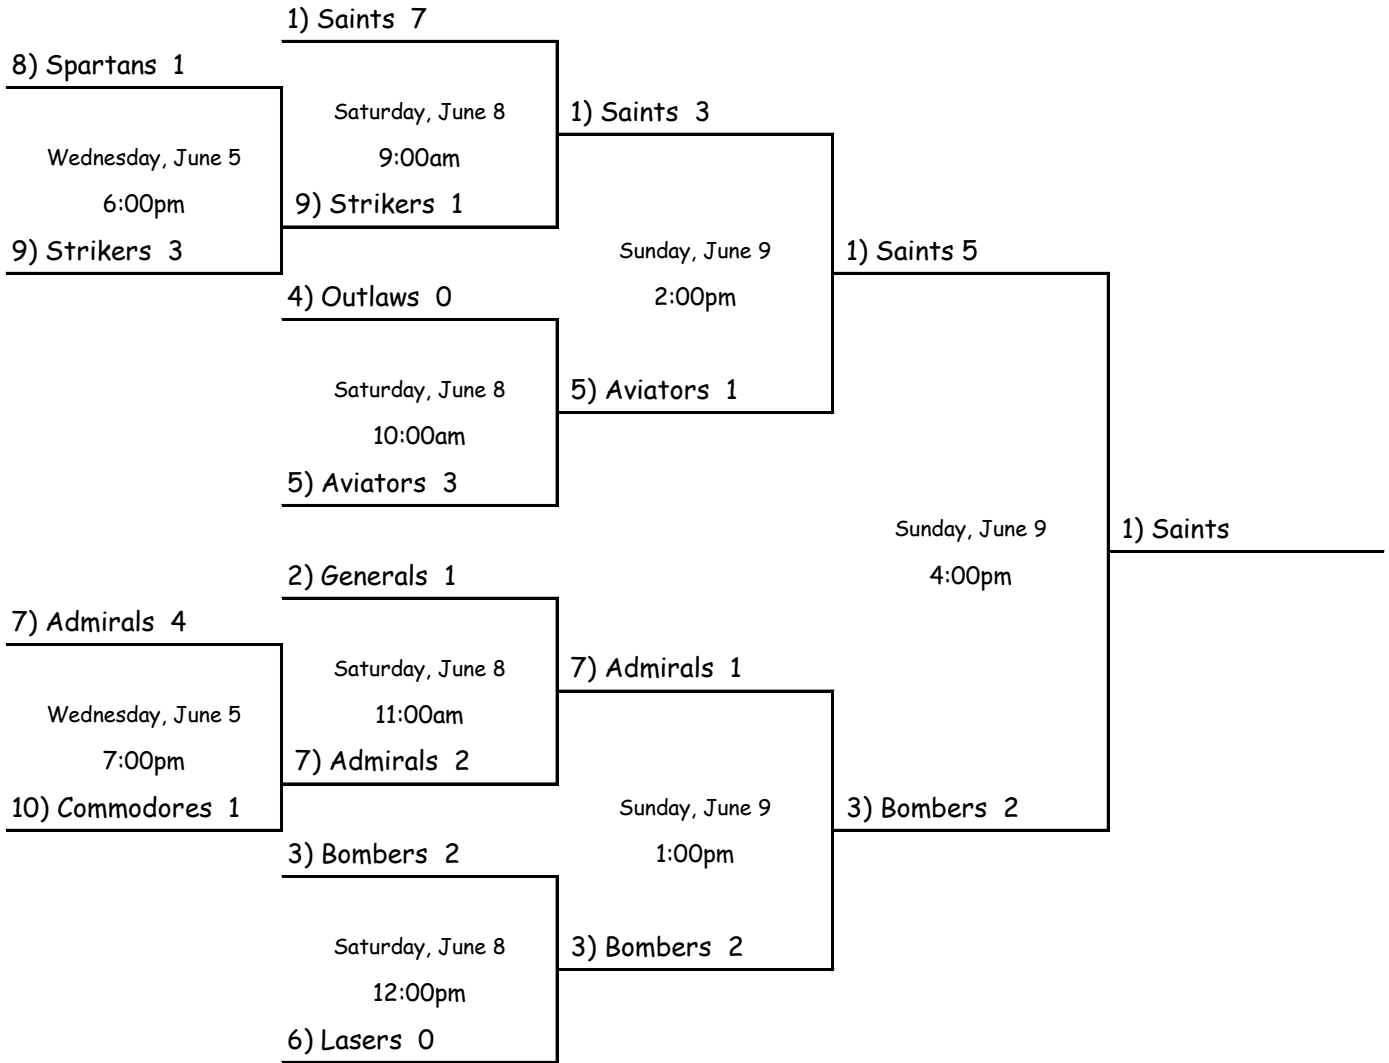 1) Saints 7
8) Spartans 1
Saturday, June 8
1) Saints 3
Wednesday, June 5
9:00am
6:00pm
9) Strikers 1
9) Strikers 3
Sunday, June 9
1) Saints 5
4) Outlaws 0
2:00pm
Saturday, June 8
5) Aviators 1
10:00am
5) Aviators 3
Sunday, June 9
1) Saints
2) Generals 1
4:00pm
7) Admirals 4
Saturday, June 8
7) Admirals 1
Wednesday, June 5
11:00am
7:00pm
7) Admirals 2
10) Commodores 1
Sunday, June 9
3) Bombers 2
3) Bombers 2
1:00pm
Saturday, June 8
3) Bombers 2
12:00pm
6) Lasers 0